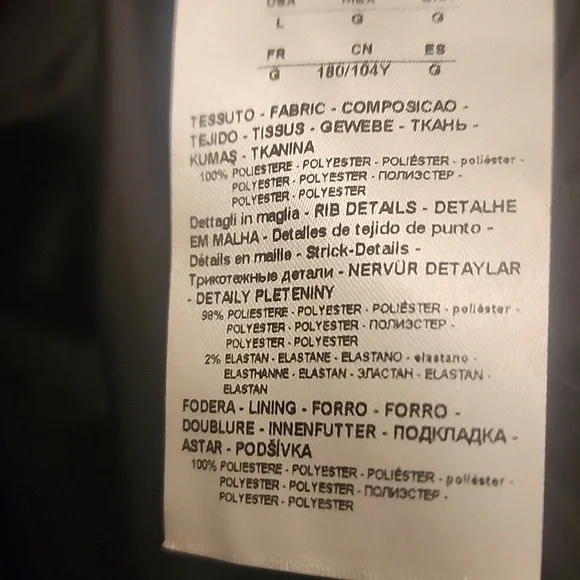 L G G
FR CN ES
G 180/104Y G
TESSUTO - FABRIC - COMPOSICAO -
TEJIDO - TISSUS - GEWEBE - ТКАНЬ -
KUMAŞ - TKANINA
100% POLIESTERE - POLYESTER - POLIÉSTER - poliéster -
POLYESTER - POLYESTER - ПОЛИЭСТЕР -
POLYESTER - POLYESTER
Dettagli in maglia - RIB DETAILS - DETALHE
EM MALHA - Detalles de tejido de punto -
Détails en maille - Strick-Details -
Трикотажные детали - NERVÜR DETAYLAR
- DETAILY PLETENINY
98% POLIESTERE - POLYESTER - POLIÉSTER - poliéster -
POLYESTER - POLYESTER - ПОЛИЭСТЕР -
POLYESTER - POLYESTER
2% ELASTAN - ELASTANE - ELASTANO - elastano -
ELASTHANNE - ELASTAN - ЭЛАСТАН - ELASTAN -
ELASTAN
FODERA - LINING - FORRO - FORRO -
DOUBLURE - INNENFUTTER - ПОДКЛАДКА -
ASTAR - PODŠÍVKA
100% POLIESTERE - POLYESTER - POLIÉSTER - poliéster -
POLYESTER - POLYESTER - ПОЛИЭСТЕР -
POLYESTER - POLYESTER